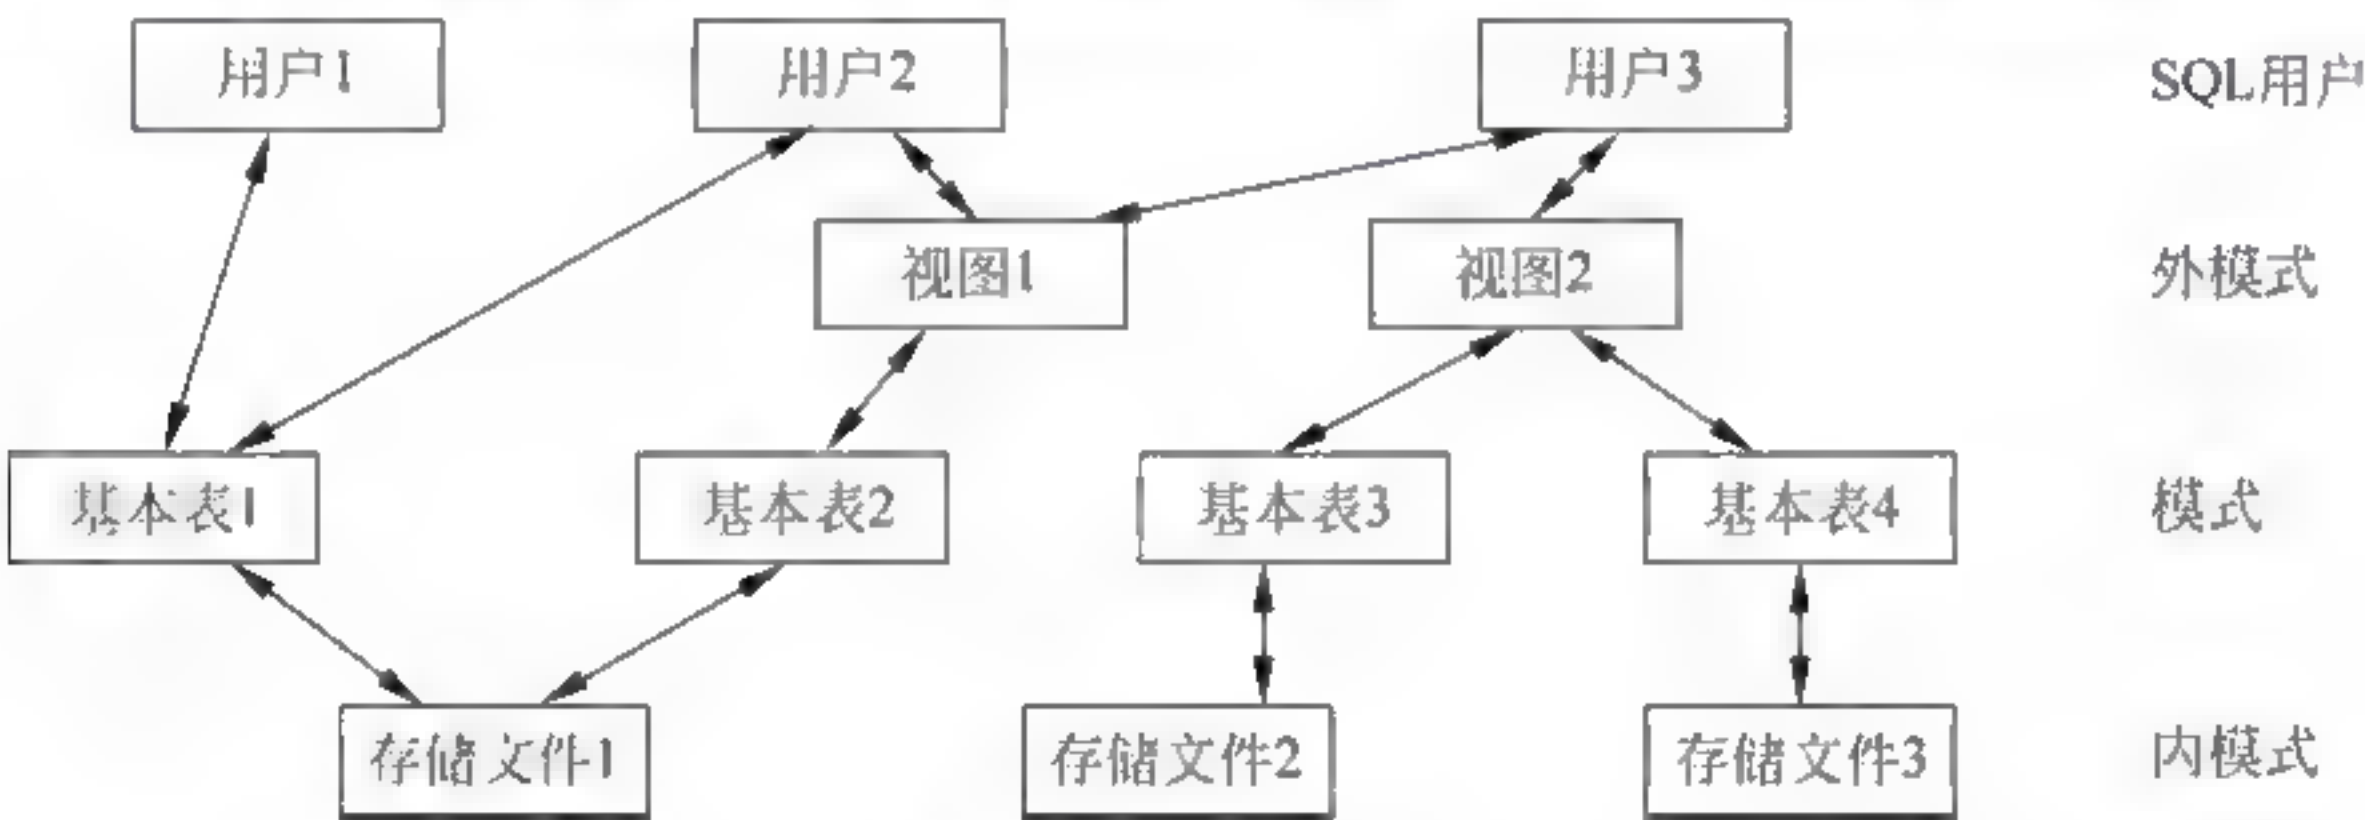 用户1 用户2 用户3 SQL用户
视图1 视图2 外模式
基本表1 基本表2 基本表3 基本表4 模式
存储文件1 存储文件2 存储文件3 内模式